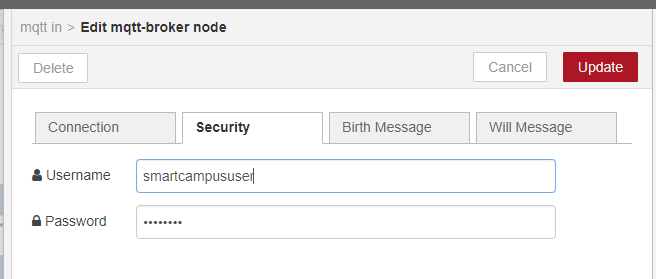 mqtt in > Edit mqtt-broker node
Delete Cancel Update
Connection Security Birth Message Will Message
Username smartcampususer
Password ••••••••